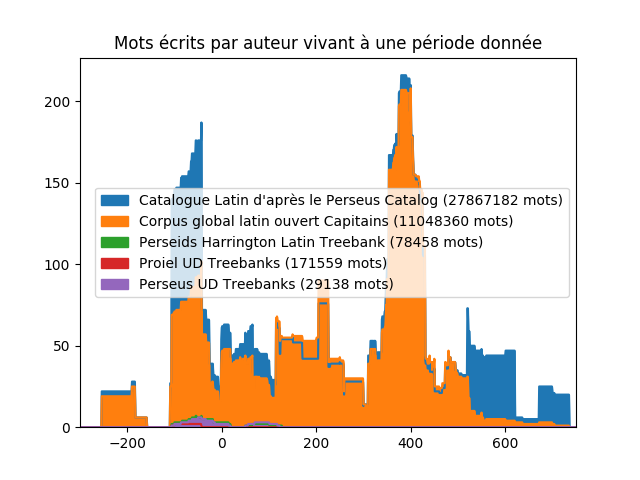 Mots écrits par auteur vivant à une période donnée
200
150
100
50
0
Catalogue Latin d'après le Perseus Catalog (27867182 mots)
Corpus global latin ouvert Capitains (11048360 mots)
Perseids Harrington Latin Treebank (78458 mots)
Proiel UD Treebanks (171559 mots)
Perseus UD Treebanks (29138 mots)
−200 0 200 400 600